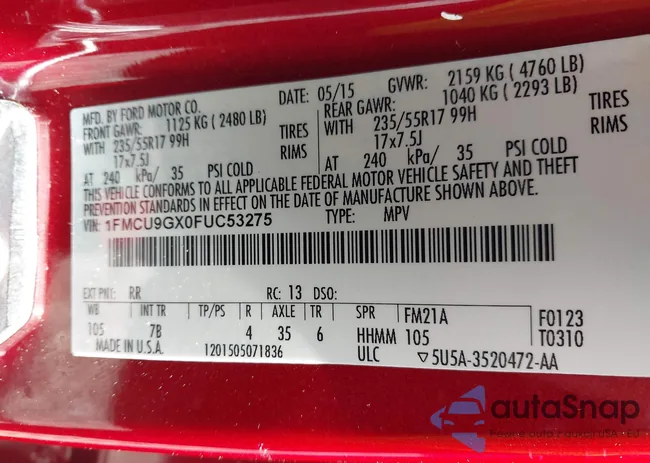 MFD. BY FORD MOTOR CO. DATE: 05/15 GVWR: 2159 KG ( 4760 LB)
FRONT GAWR: 1125 KG ( 2480 LB) REAR GAWR: 1040 KG ( 2293 LB)
WITH 235/55R17 99H TIRES WITH 235/55R17 99H TIRES
17x7.5J RIMS 17x7.5J RIMS
AT 240 kPa/ 35 PSI COLD AT 240 kPa/ 35 PSI COLD
THIS VEHICLE CONFORMS TO ALL APPLICABLE FEDERAL MOTOR VEHICLE SAFETY AND THEFT
PREVENTION STANDARDS IN EFFECT ON THE DATE OF MANUFACTURE SHOWN ABOVE.
VIN: 1FMCU9GX0FUC53275 TYPE: MPV
EXT PNT: RR RC: 13 DSO:
WB INT TR TP/PS R AXLE TR SPR FM21A F0123
105 7B 4 35 6 HHMM 105 T0310
MADE IN U.S.A. 1201505071836 ULC ▽5U5A-3520472-AA
autoSnap